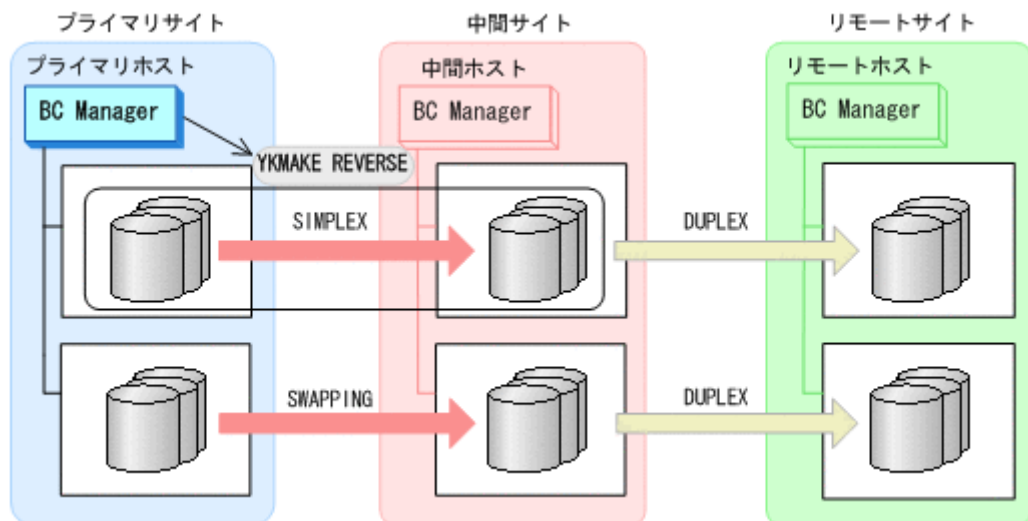 プライマリサイト
中間サイト
リモートサイト
プライマリホスト
中間ホスト
リモートホスト
BC Manager
BC Manager
BC Manager
YKMAKE REVERSE
SIMPLEX
DUPLEX
SWAPPING
DUPLEX